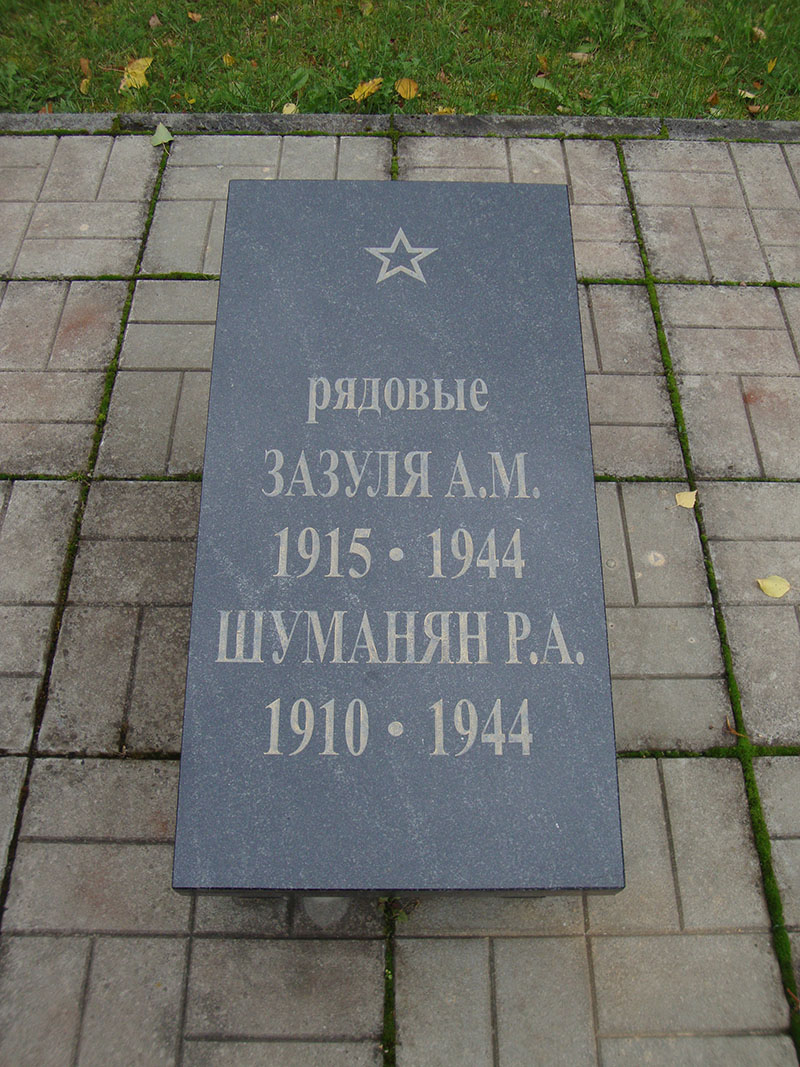 рядовые
ЗАЗУЛЯ А.М.
1915 • 1944
ШУМАНЯН Р.А.
1910 • 1944